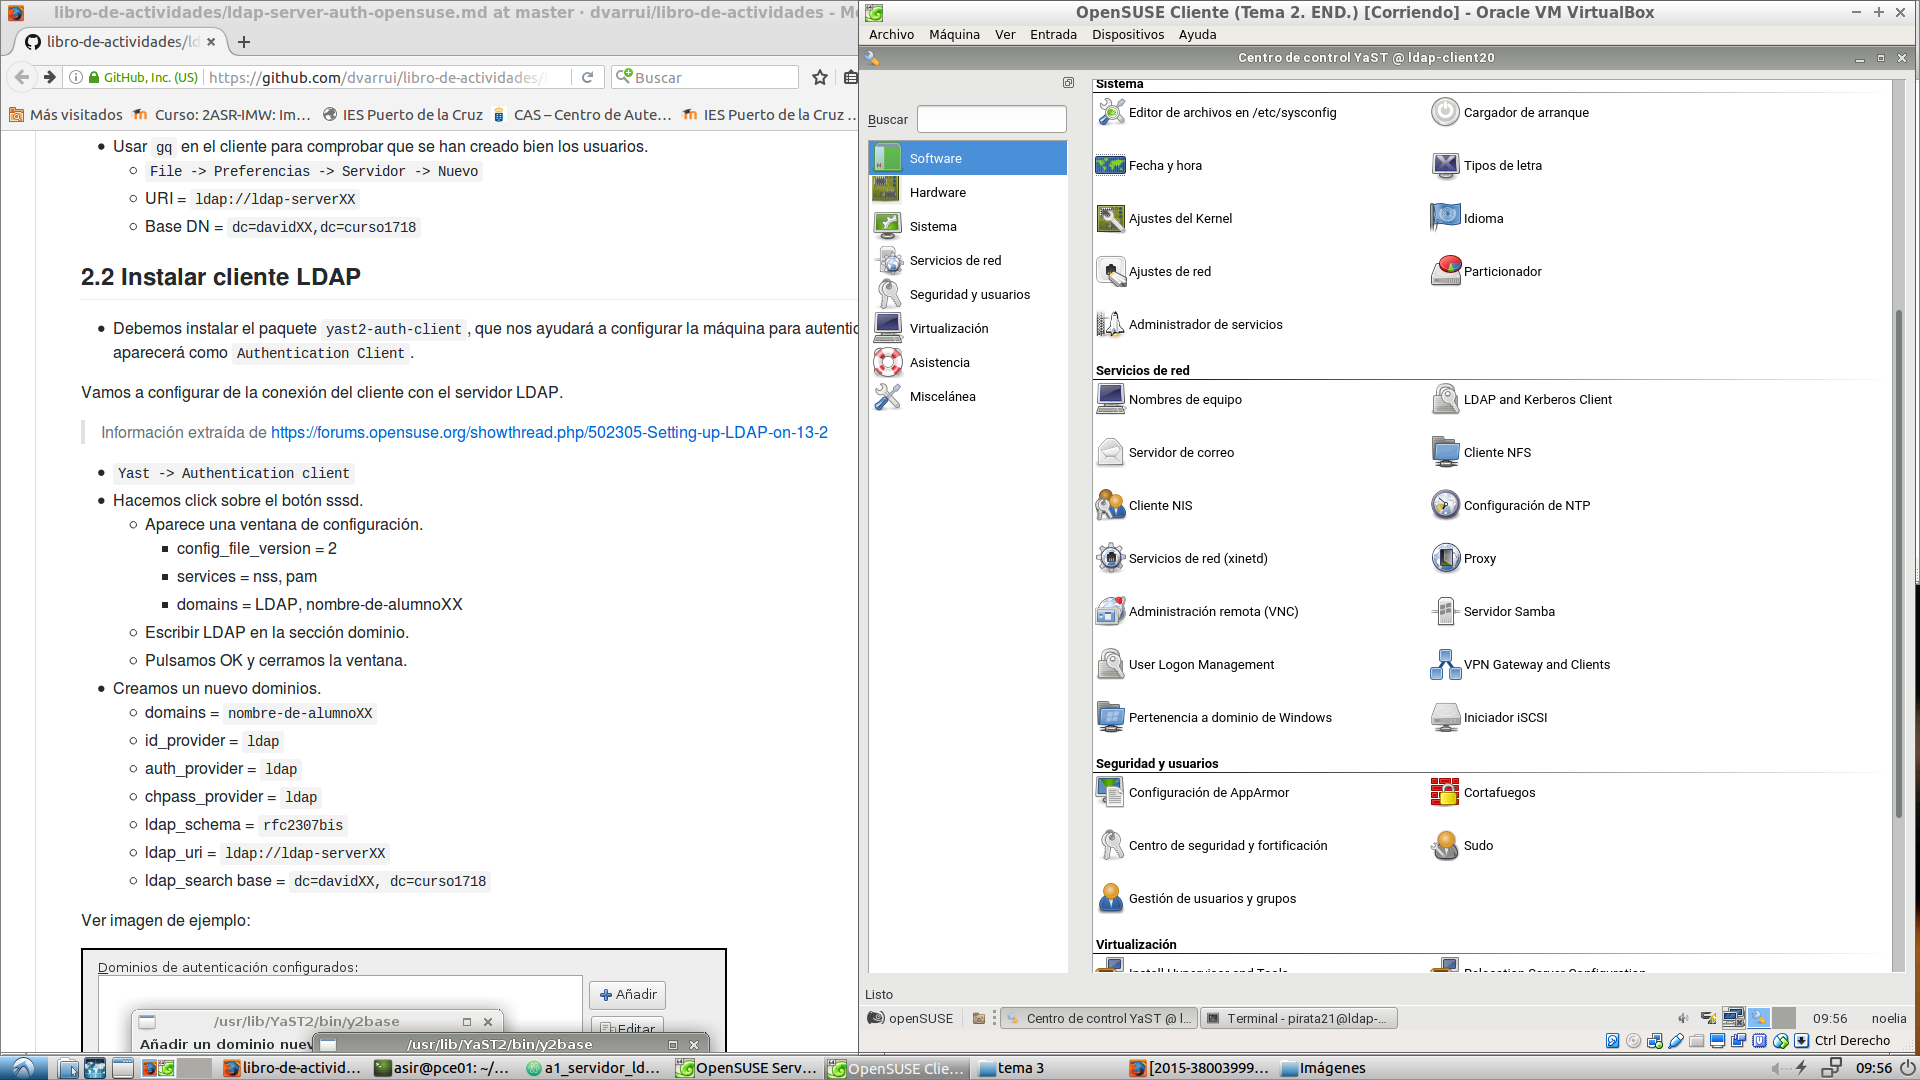 libro-de-actividades/ldap-server-auth-opensuse.md at master · dvarrui/libro-de-actividades - Mo
libro-de-actividades/ld
GitHub, Inc. (US)
https://github.com/dvarrui/libro-de-actividades/
Buscar
Más visitados
Curso: 2ASR-IMW: Im...
IES Puerto de la Cruz
CAS – Centro de Aute...
IES Puerto de la Cruz ...
Usar gq en el cliente para comprobar que se han creado bien los usuarios.
File -> Preferencias -> Servidor -> Nuevo
URI = ldap://ldap-serverXX
Base DN = dc=davidXX,dc=curso1718
2.2 Instalar cliente LDAP
Debemos instalar el paquete yast2-auth-client, que nos ayudará a configurar la máquina para autentic
aparecerá como Authentication Client.
Vamos a configurar de la conexión del cliente con el servidor LDAP.
Información extraída de https://forums.opensuse.org/showthread.php/502305-Setting-up-LDAP-on-13-2
Yast -> Authentication client
Hacemos click sobre el botón sssd.
Aparece una ventana de configuración.
config_file_version = 2
services = nss, pam
domains = LDAP, nombre-de-alumnoXX
Escribir LDAP en la sección dominio.
Pulsamos OK y cerramos la ventana.
Creamos un nuevo dominios.
domains = nombre-de-alumnoXX
id_provider = ldap
auth_provider = ldap
chpass_provider = ldap
ldap_schema = rfc2307bis
ldap_uri = ldap://ldap-serverXX
ldap_search base = dc=davidXX, dc=curso1718
Ver imagen de ejemplo:
Dominios de autenticación configurados:
Añadir
Editar
/usr/lib/YaST2/bin/y2base
Añadir un dominio nuev
/usr/lib/YaST2/bin/y2base
OpenSUSE Cliente (Tema 2. END.) [Corriendo] - Oracle VM VirtualBox
Archivo
Máquina
Ver
Entrada
Dispositivos
Ayuda
Centro de control YaST @ ldap-client20
Buscar
Software
Hardware
Sistema
Servicios de red
Seguridad y usuarios
Virtualización
Asistencia
Miscelánea
Sistema
Editor de archivos en /etc/sysconfig
Cargador de arranque
Fecha y hora
Tipos de letra
Ajustes del Kernel
Idioma
Ajustes de red
Particionador
Administrador de servicios
Servicios de red
Nombres de equipo
LDAP and Kerberos Client
Servidor de correo
Cliente NFS
Cliente NIS
Configuración de NTP
Servicios de red (xinetd)
Proxy
Administración remota (VNC)
Servidor Samba
User Logon Management
VPN Gateway and Clients
Pertenencia a dominio de Windows
Iniciador iSCSI
Seguridad y usuarios
Configuración de AppArmor
Cortafuegos
Centro de seguridad y fortificación
Sudo
Gestión de usuarios y grupos
Virtualización
Install Hypervisor and Tools
Relocation Server Configuration
Listo
openSUSE
Centro de control YaST @ l...
Terminal - pirata21@ldap-...
09:56
noelia
Ctrl Derecho
libro-de-activid...
asir@pce01: ~/...
a1_servidor_ld...
OpenSUSE Serv...
OpenSUSE Clie...
tema 3
[2015-38003999...
Imágenes
09:56